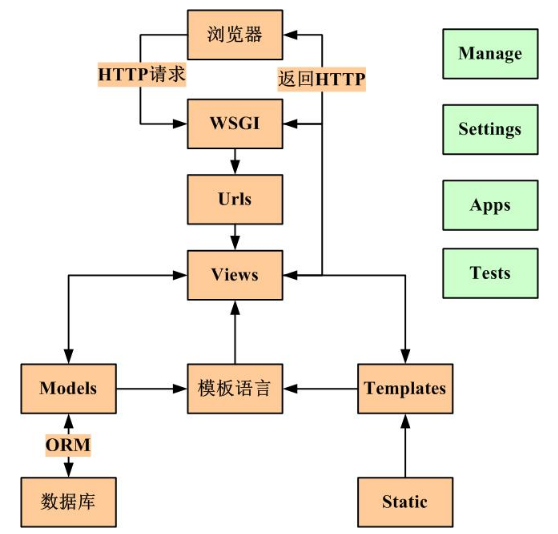 浏览器
HTTP请求
返回HTTP
WSGI
Urls
Views
Models
模板语言
Templates
ORM
数据库
Static
Manage
Settings
Apps
Tests